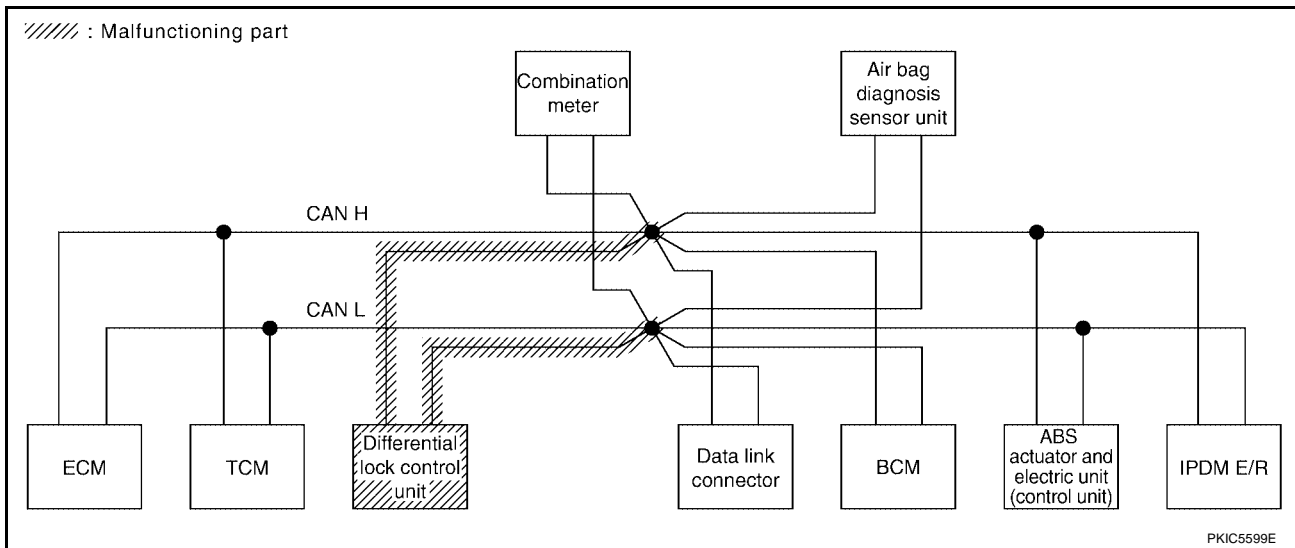 : Malfunctioning part
Combination
meter
Air bag
diagnosis
sensor unit
CAN H
CAN L
ECM
TCM
Differential
lock control
unit
Data link
connector
BCM
ABS
actuator and
electric unit
(control unit)
IPDM E/R
PKIC5599E